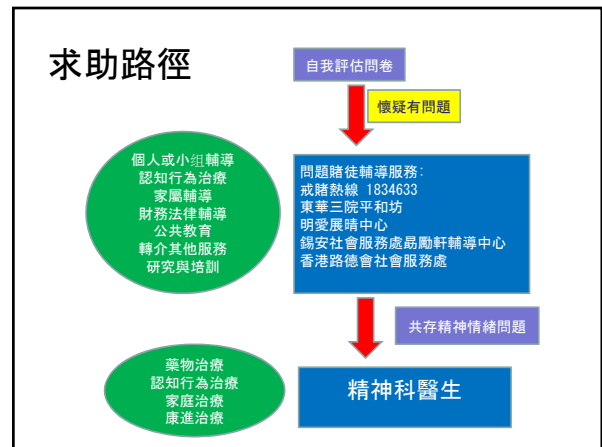 求助路徑
自我評估問卷
懷疑有問題
個人或小组輔導
認知行為治療
家屬輔導
財務法律輔導
公共教育
轉介其他服務
研究與培訓
問題賭徒輔導服務:
戒賭熱線 1834633
東華三院平和坊
明愛展晴中心
錫安社會服務處勗勵軒輔導中心
香港路德會社會服務處
共存精神情緒問題
藥物治療
認知行為治療
家庭治療
康進治療
精神科醫生